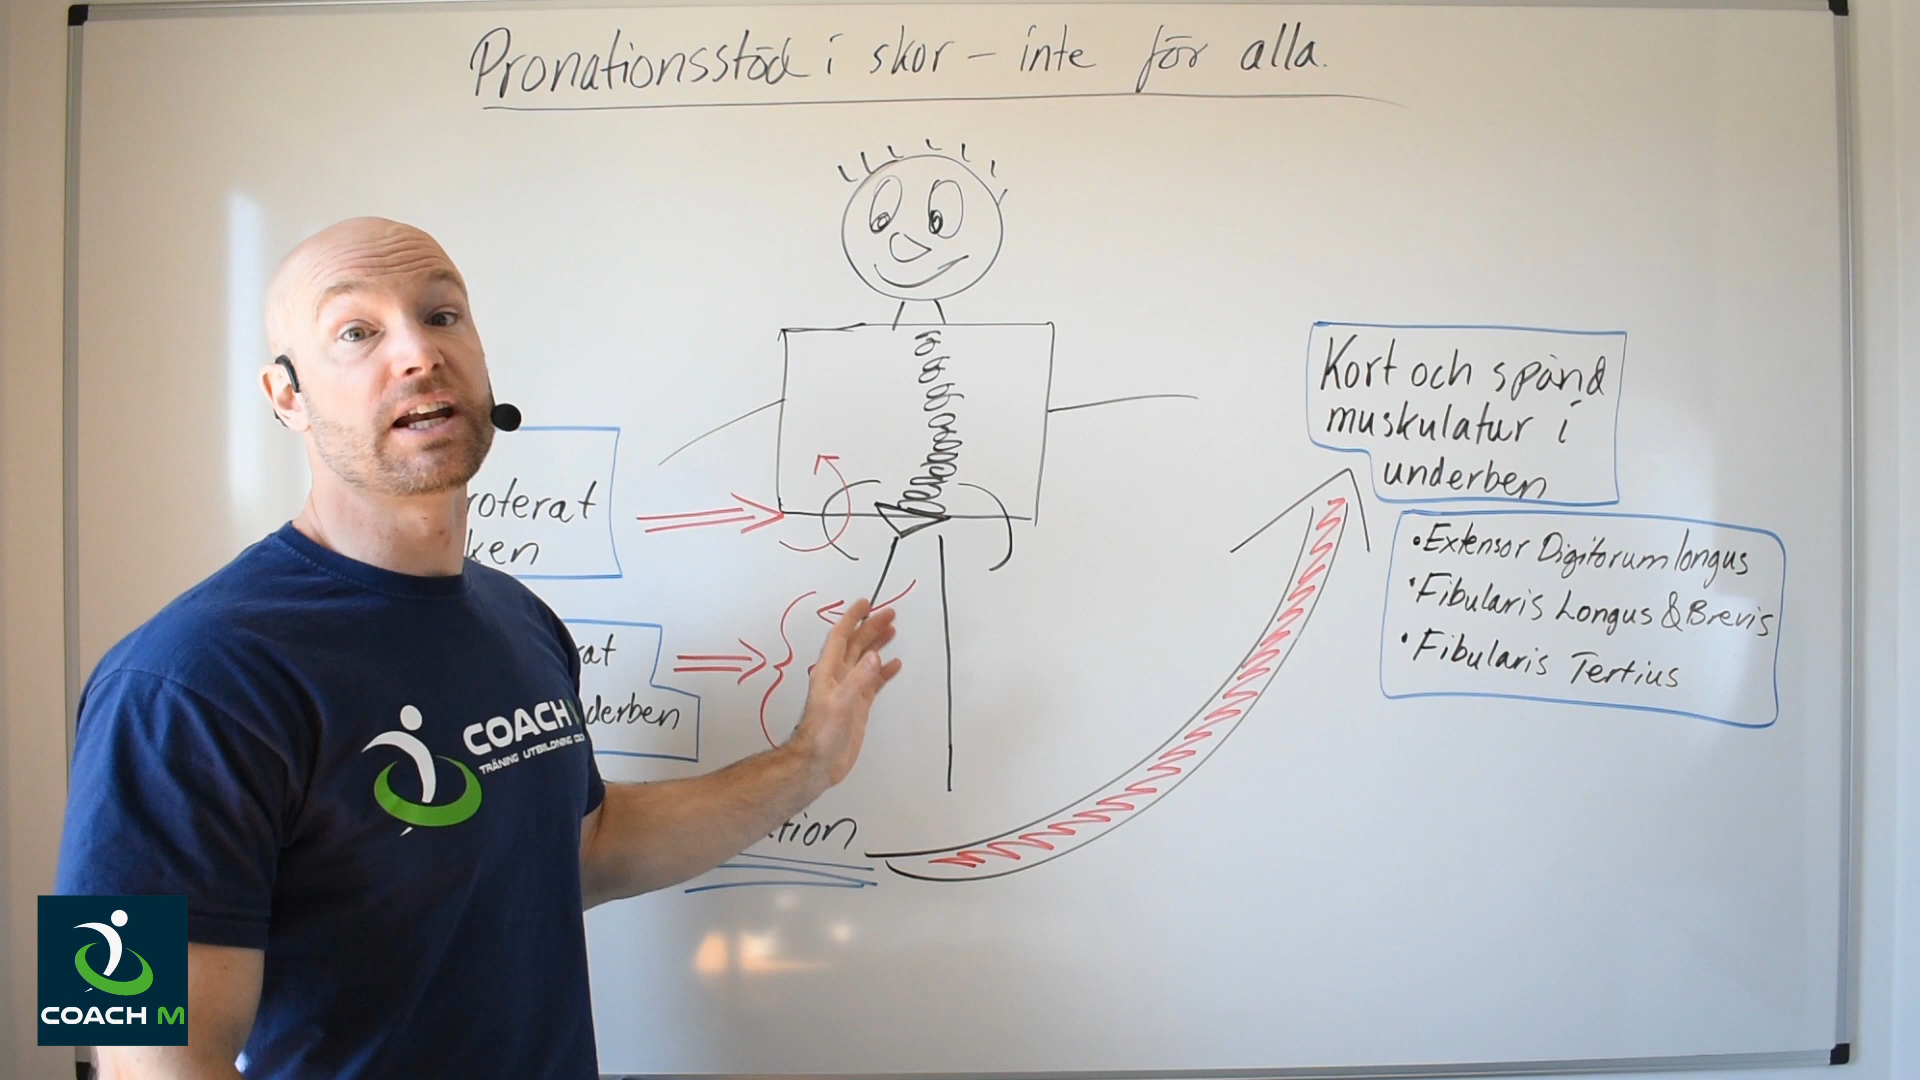 Pronationsstöd i skor - inte för alla.
Kort och spänd
muskulatur i
underben
roterat
ken
• Extensor Digitorum longus
• Fibularis Longus & Brevis
• Fibularis Tertius
rat
derben
tion
COACH
TRÄNING UTBILDNING
COACH M